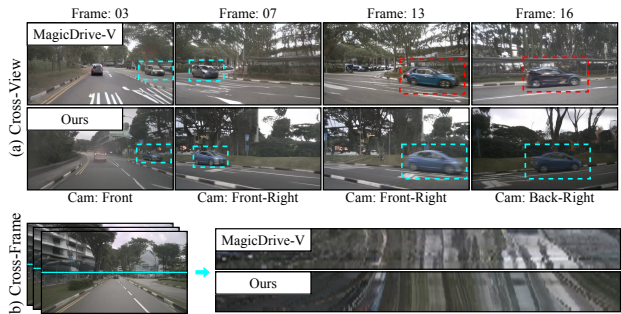 Frame: 03
Frame: 07
Frame: 13
Frame: 16
(a) Cross-View
MagicDrive-V
Ours
Cam: Front
Cam: Front-Right
Cam: Front-Right
Cam: Back-Right
b) Cross-Frame
MagicDrive-V
Ours